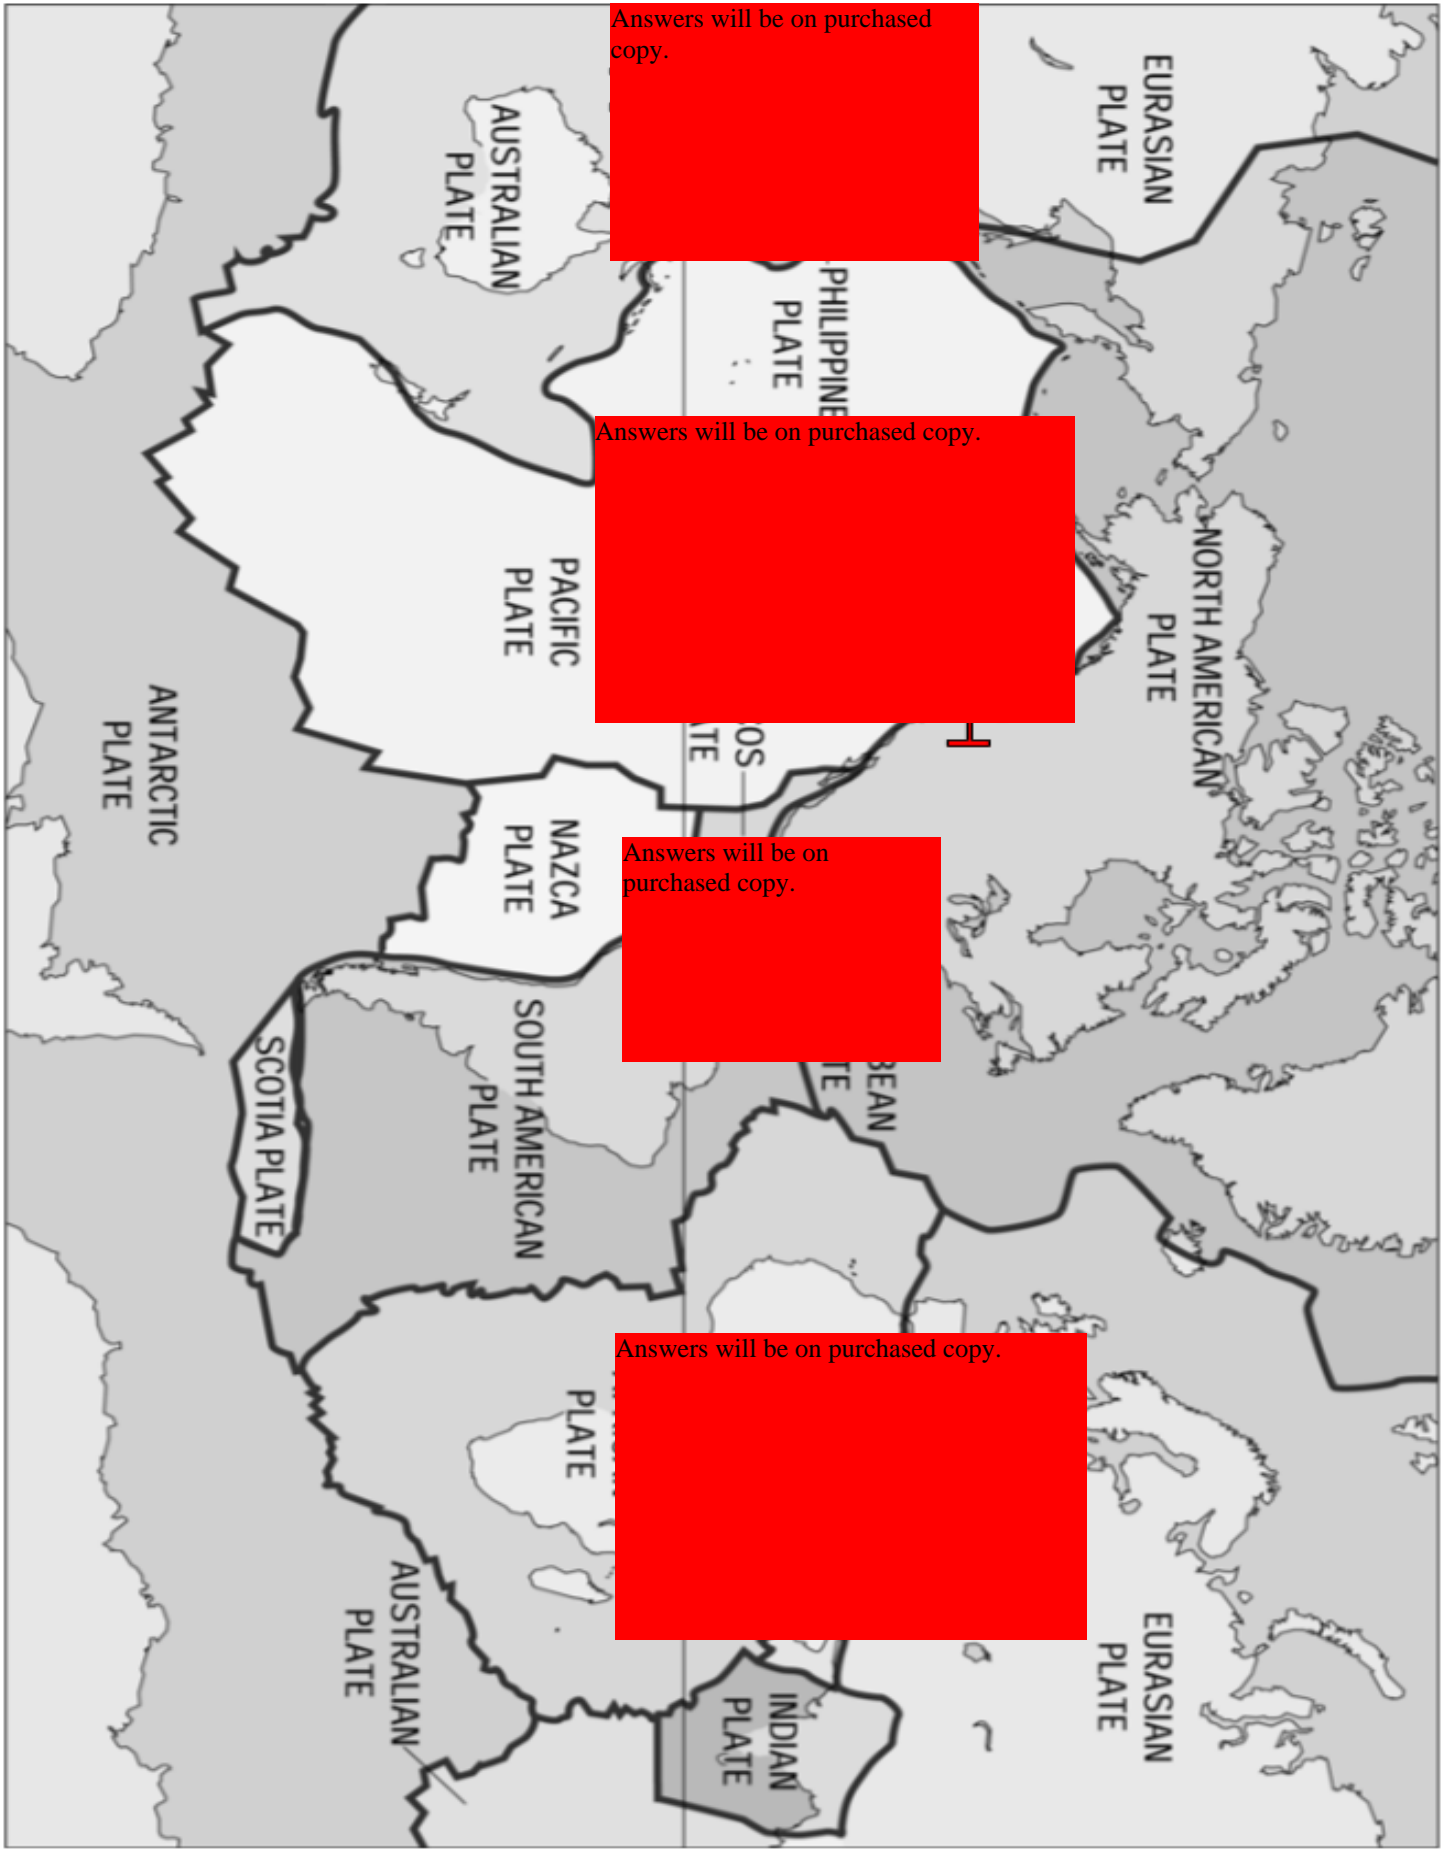 Answers will be on purchased
copy.
EURASIAN
PLATE
AUSTRALIAN
PLATE
PHILIPPINE
PLATE
Answers will be on purchased copy.
NORTH AMERICAN
PLATE
PACIFIC
PLATE
ANTARCTIC
PLATE
NAZCA
PLATE
Answers will be on
purchased copy.
SOUTH AMERICAN
PLATE
SCOTIA PLATE
Answers will be on purchased copy.
PLATE
AUSTRALIAN
PLATE
EURASIAN
PLATE
INDIAN
PLATE